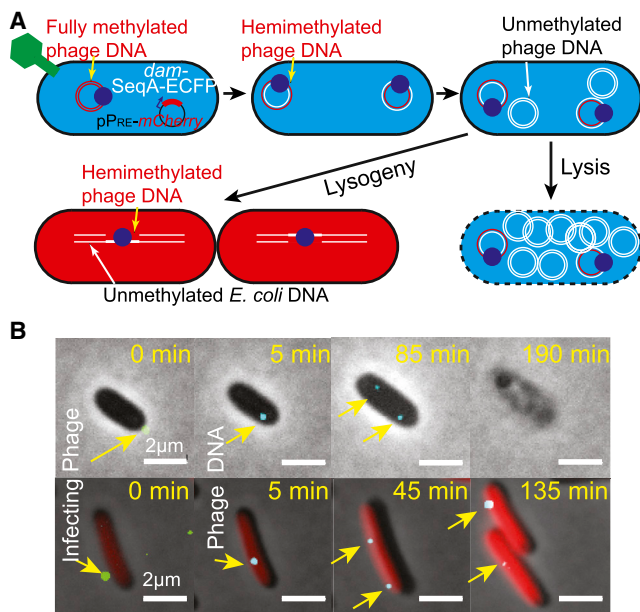 A
Fully methylated
phage DNA
dam-
SeqA-ECFP
pPRE-mCherry
Hemimethylated
phage DNA
Unmethylated
phage DNA
Lysogeny
Lysis
Hemimethylated
phage DNA
Unmethylated E. coli DNA
B
Infecting Phage
0 min
2μm
Phage DNA
5 min
85 min
190 min
0 min
2μm
5 min
45 min
135 min